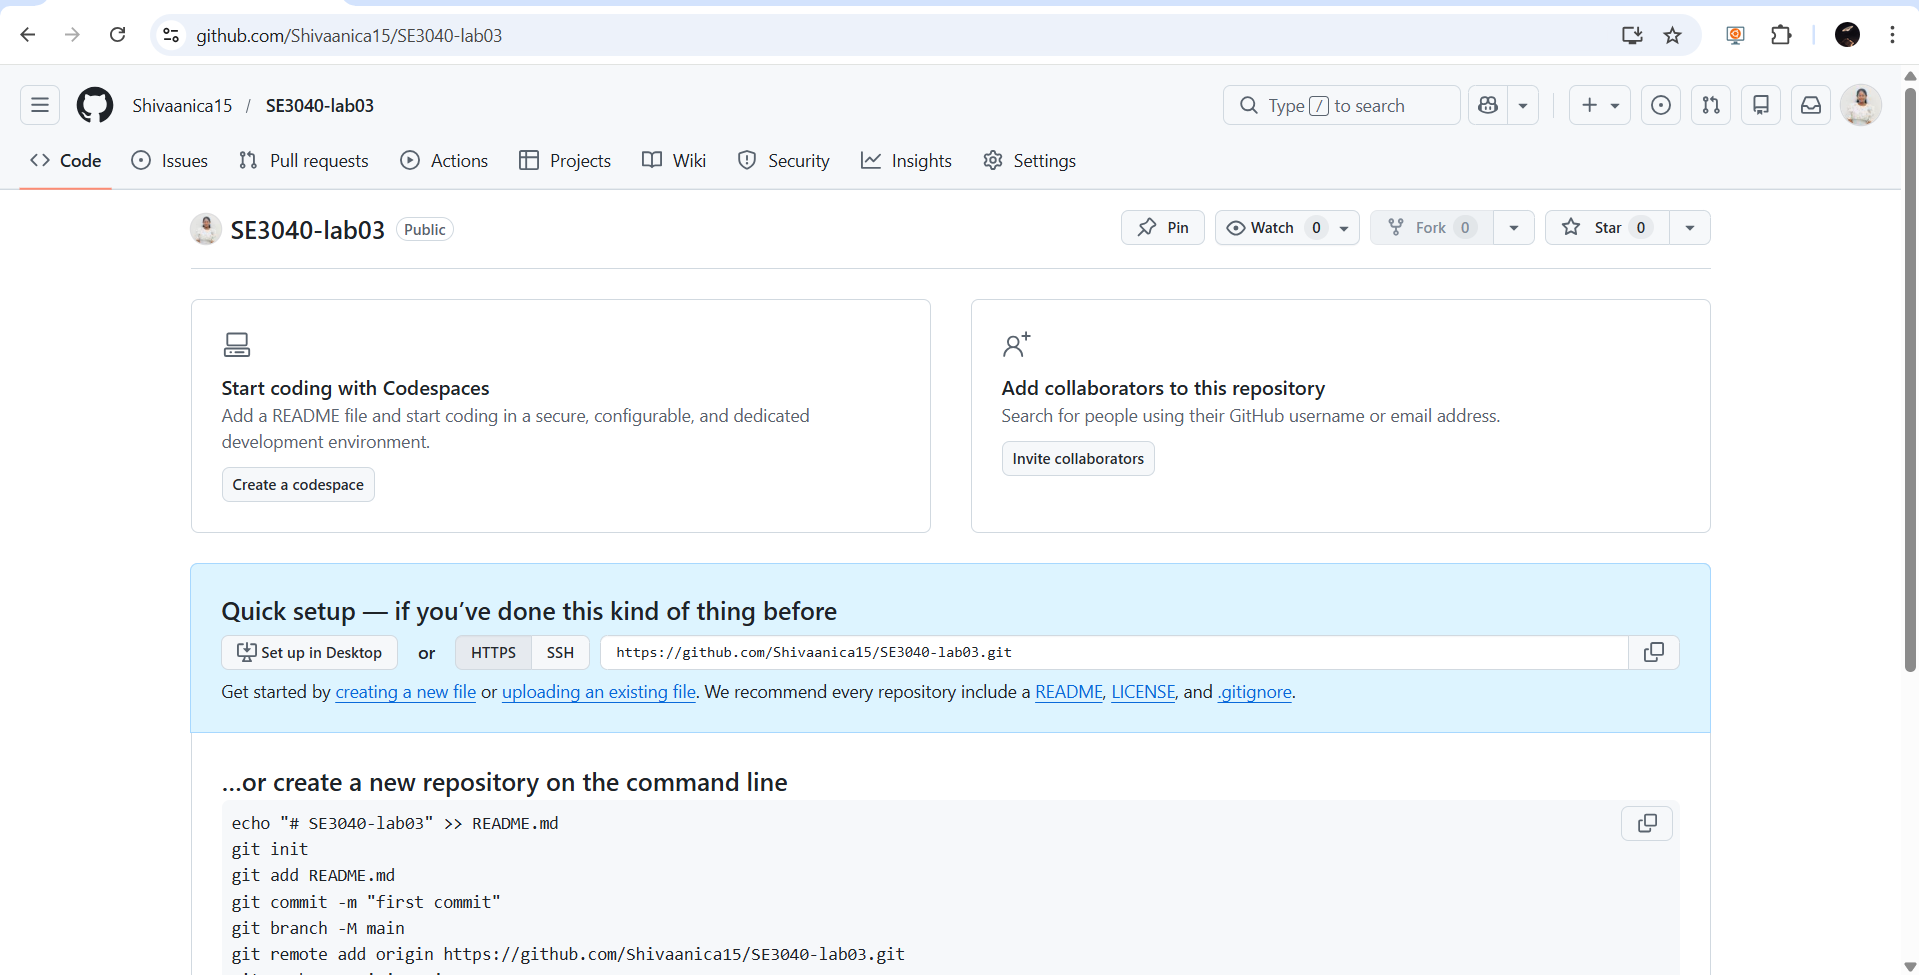 github.com/Shivaanica15/SE3040-lab03
Shivaanica15 / SE3040-lab03
Type / to search
Code Issues Pull requests Actions Projects Wiki Security Insights Settings
SE3040-lab03 Public
Pin Watch 0 Fork 0 Star 0
Start coding with Codespaces
Add a README file and start coding in a secure, configurable, and dedicated
development environment.
Create a codespace
Add collaborators to this repository
Search for people using their GitHub username or email address.
Invite collaborators
Quick setup — if you’ve done this kind of thing before
Set up in Desktop or HTTPS SSH https://github.com/Shivaanica15/SE3040-lab03.git
Get started by creating a new file or uploading an existing file. We recommend every repository include a README, LICENSE, and .gitignore.
…or create a new repository on the command line
echo "# SE3040-lab03" >> README.md
git init
git add README.md
git commit -m "first commit"
git branch -M main
git remote add origin https://github.com/Shivaanica15/SE3040-lab03.git